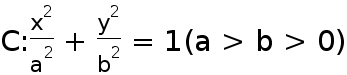 C:x²/a² + y²/b² = 1(a > b > 0)